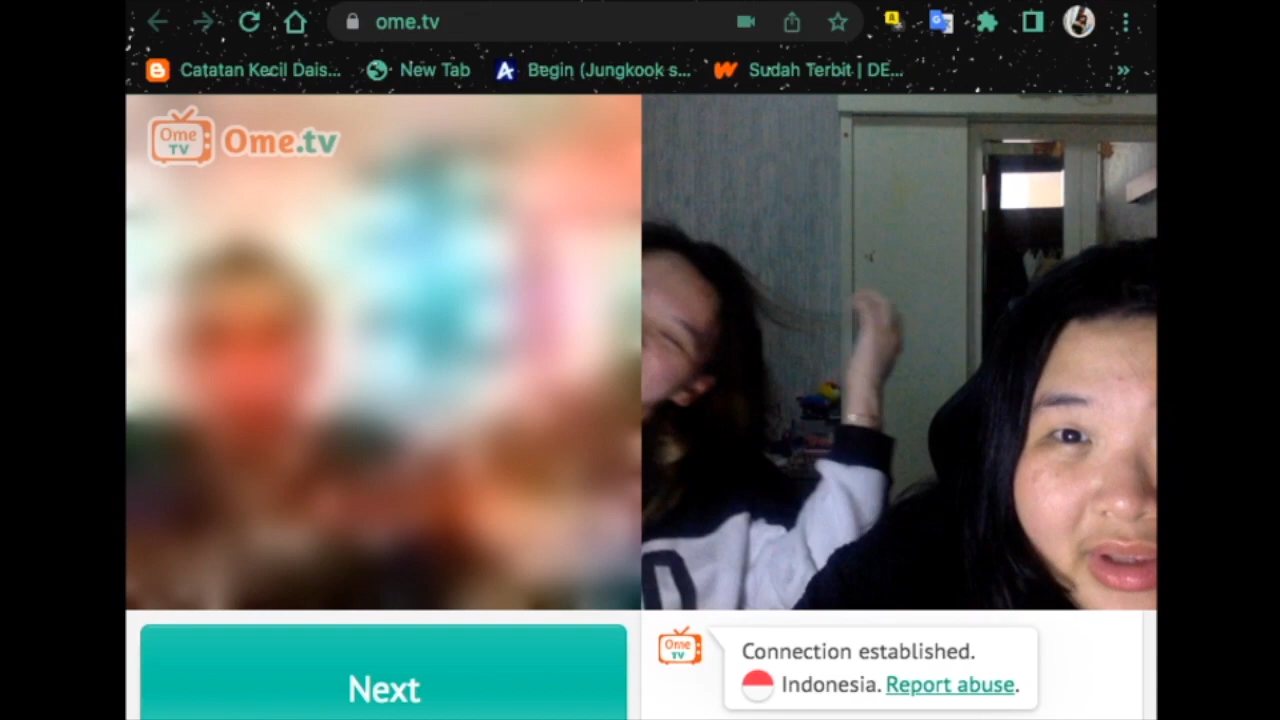 ome.tv
Catatan Kecil Dais...
New Tab
Begin (Jungkook s...
Sudah Terbit | DE...
»
Ome TV Ome.tv
Next
Ome TV
Connection established.
Indonesia. Report abuse.